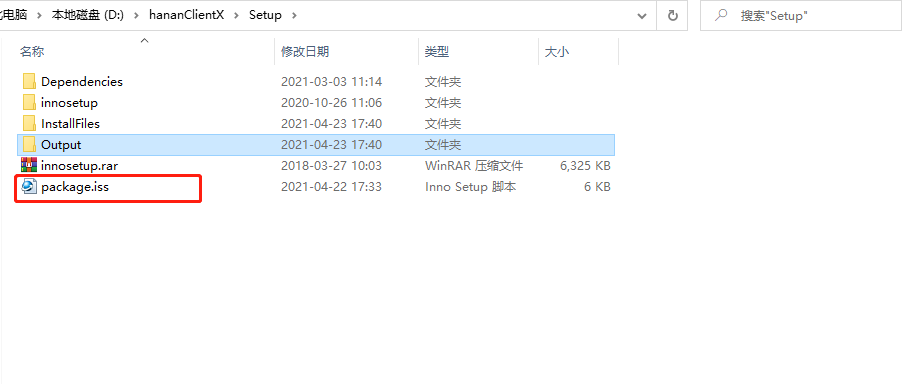 比电脑 > 本地磁盘 (D:) > hananClientX > Setup > 搜索"Setup"
名称 修改日期 类型 大小
Dependencies 2021-03-03 11:14 文件夹
innosetup 2020-10-26 11:06 文件夹
InstallFiles 2021-04-23 17:40 文件夹
Output 2021-04-23 17:40 文件夹
innosetup.rar 2018-03-27 10:03 WinRAR 压缩文件 6,325 KB
package.iss 2021-04-22 17:33 Inno Setup 脚本 6 KB